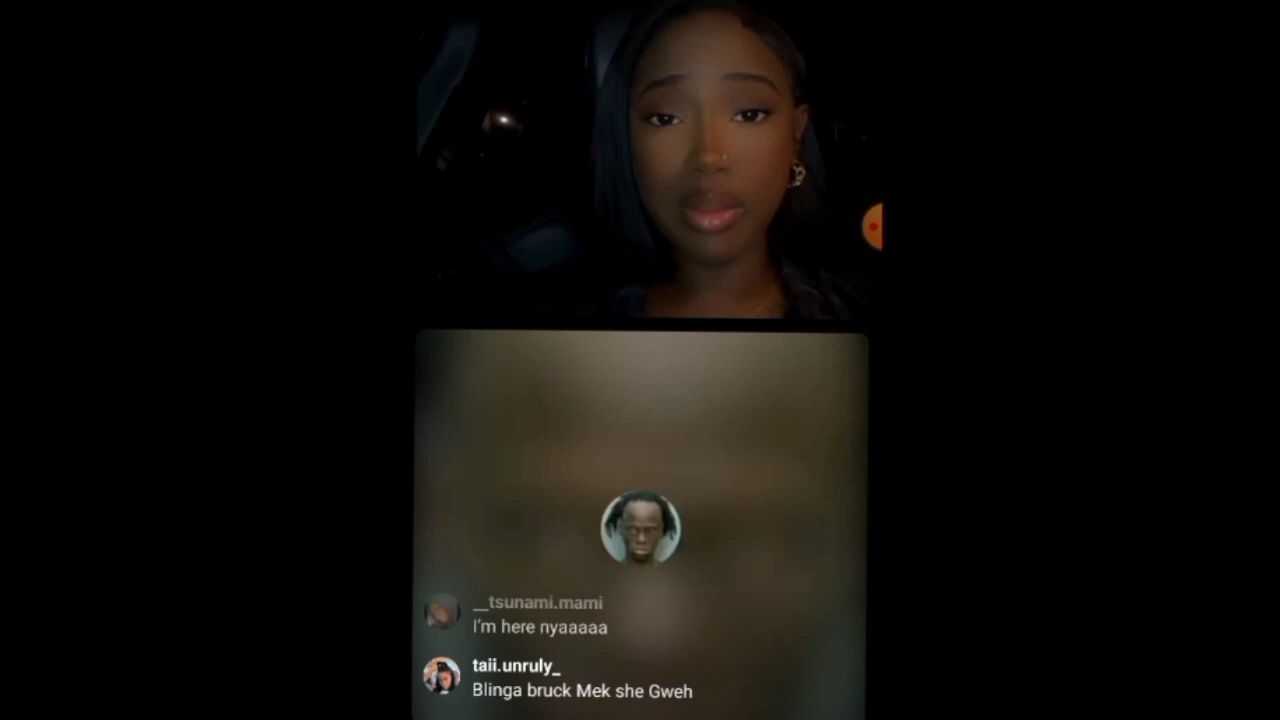 __tsunami.mami
I'm here nyaaaaa
taii.unruly_
Blinga bruck Mek she Gweh